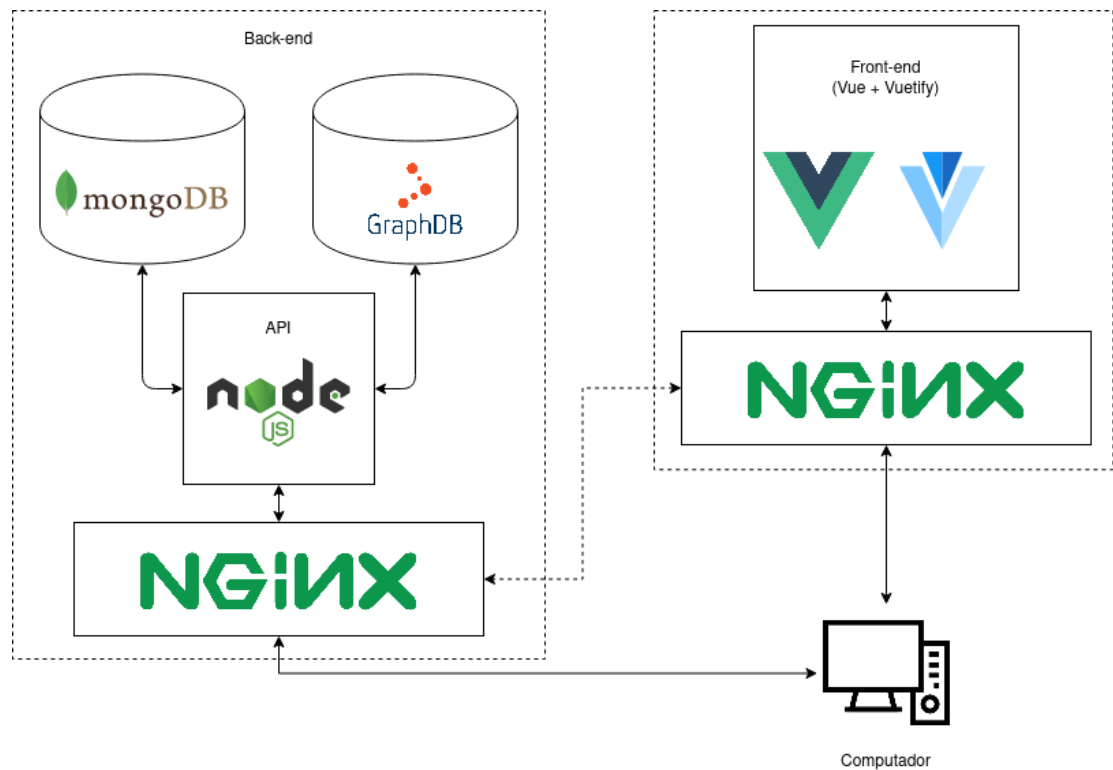 Back-end
mongoDB
GraphDB
API
node
JS
NGINX
Front-end
(Vue + Vuetify)
NGINX
Computador